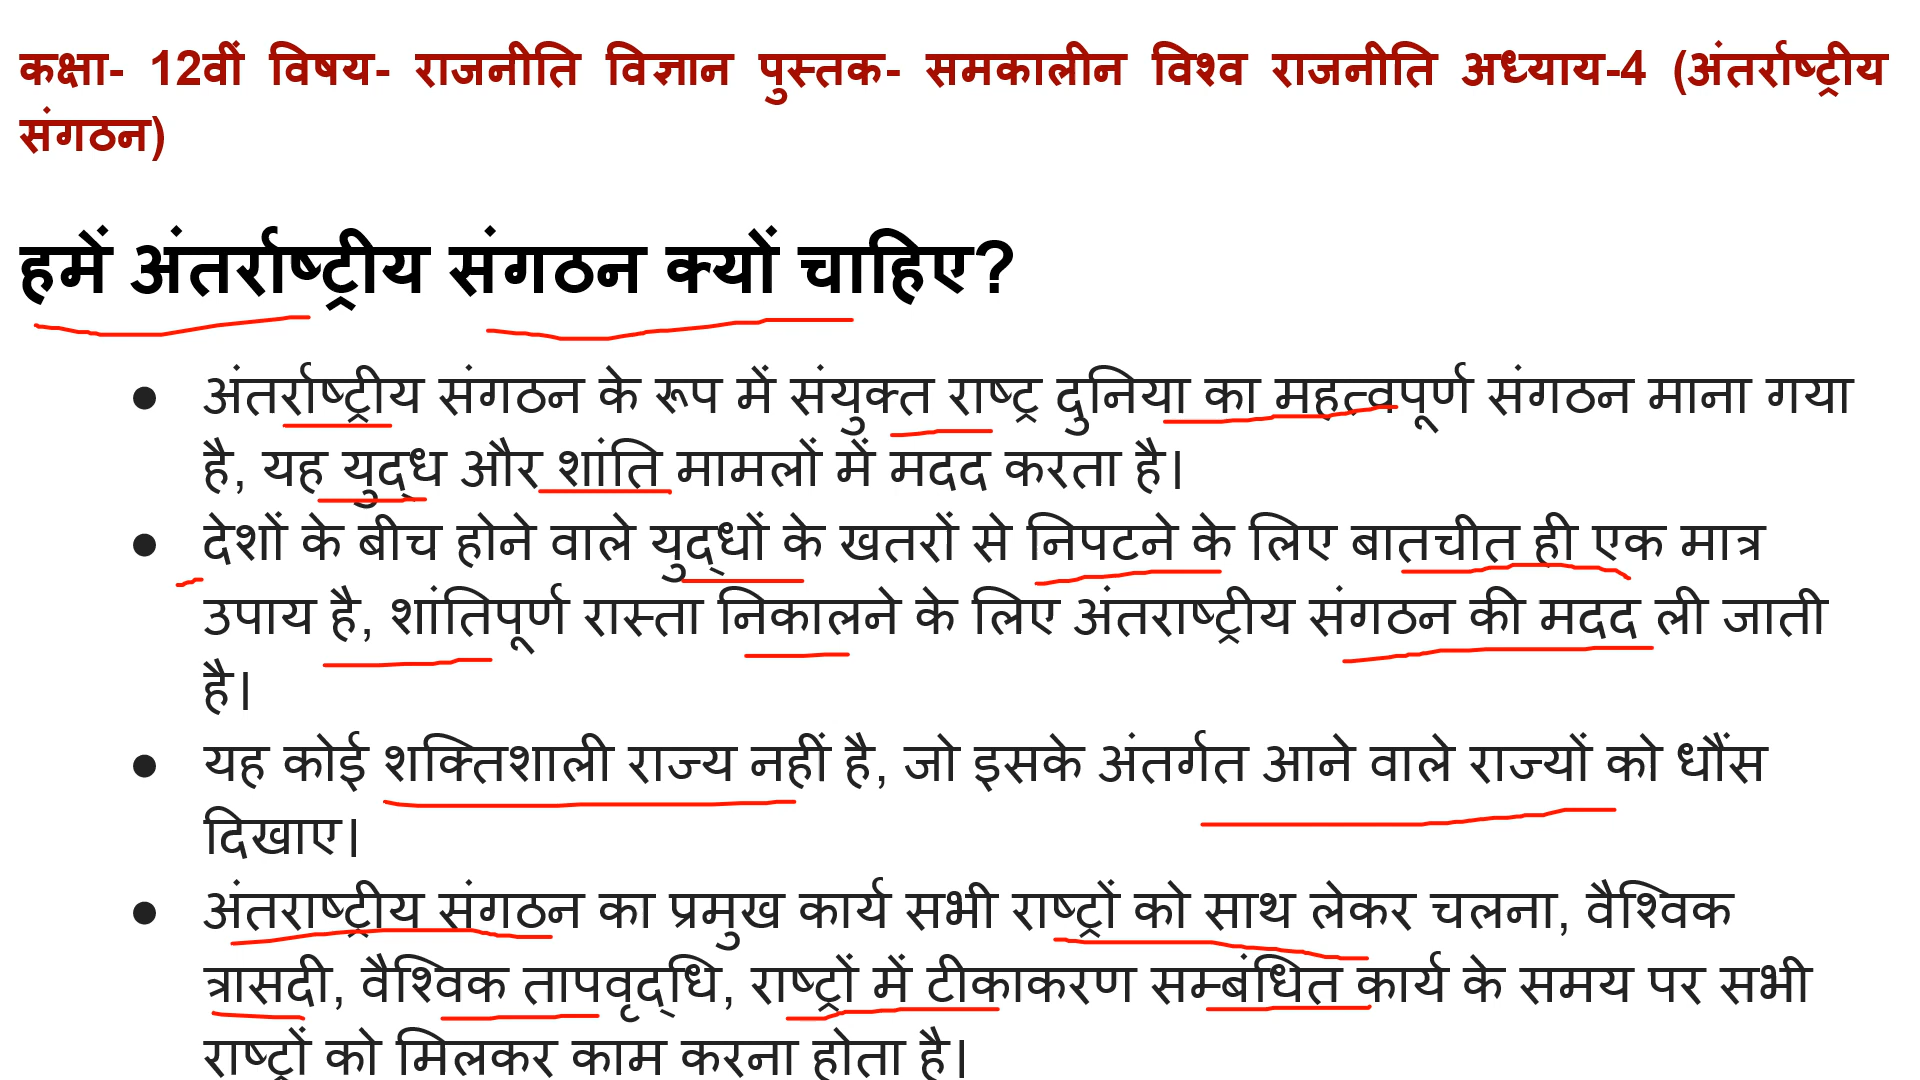 कक्षा- 12वीं विषय- राजनीति विज्ञान पुस्तक- समकालीन विश्व राजनीति अध्याय-4 (अंतर्राष्ट्रीय
संगठन)
हमें अंतर्राष्ट्रीय संगठन क्यों चाहिए?
● अंतर्राष्ट्रीय संगठन के रूप में संयुक्त राष्ट्र दुनिया का महत्वपूर्ण संगठन माना गया
है, यह युद्ध और शांति मामलों में मदद करता है।
● देशों के बीच होने वाले युद्धों के खतरों से निपटने के लिए बातचीत ही एक मात्र
उपाय है, शांतिपूर्ण रास्ता निकालने के लिए अंतराष्ट्रीय संगठन की मदद ली जाती
है।
● यह कोई शक्तिशाली राज्य नहीं है, जो इसके अंतर्गत आने वाले राज्यों को धौंस
दिखाए।
● अंतराष्ट्रीय संगठन का प्रमुख कार्य सभी राष्ट्रों को साथ लेकर चलना, वैश्विक
त्रासदी, वैश्विक तापवृद्धि, राष्ट्रों में टीकाकरण सम्बंधित कार्य के समय पर सभी
राष्ट्रों को मिलकर काम करना होता है।